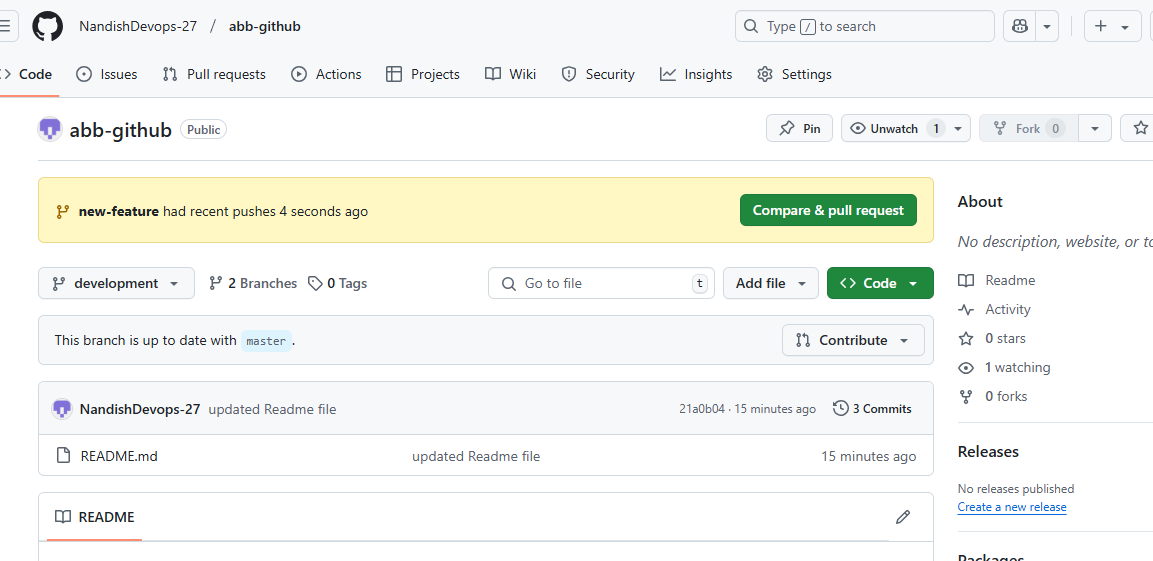 NandishDevops-27 / abb-github
Type / to search
Code Issues Pull requests Actions Projects Wiki Security Insights Settings
abb-github Public
Pin Unwatch 1 Fork 0
new-feature had recent pushes 4 seconds ago
Compare & pull request
development 2 Branches 0 Tags
Go to file t
Add file
<> Code
This branch is up to date with master .
Contribute
NandishDevops-27 updated Readme file
21a0b04 · 15 minutes ago
3 Commits
README.md updated Readme file 15 minutes ago
README
About
No description, website, or to
Readme
Activity
0 stars
1 watching
0 forks
Releases
No releases published
Create a new release
Packages